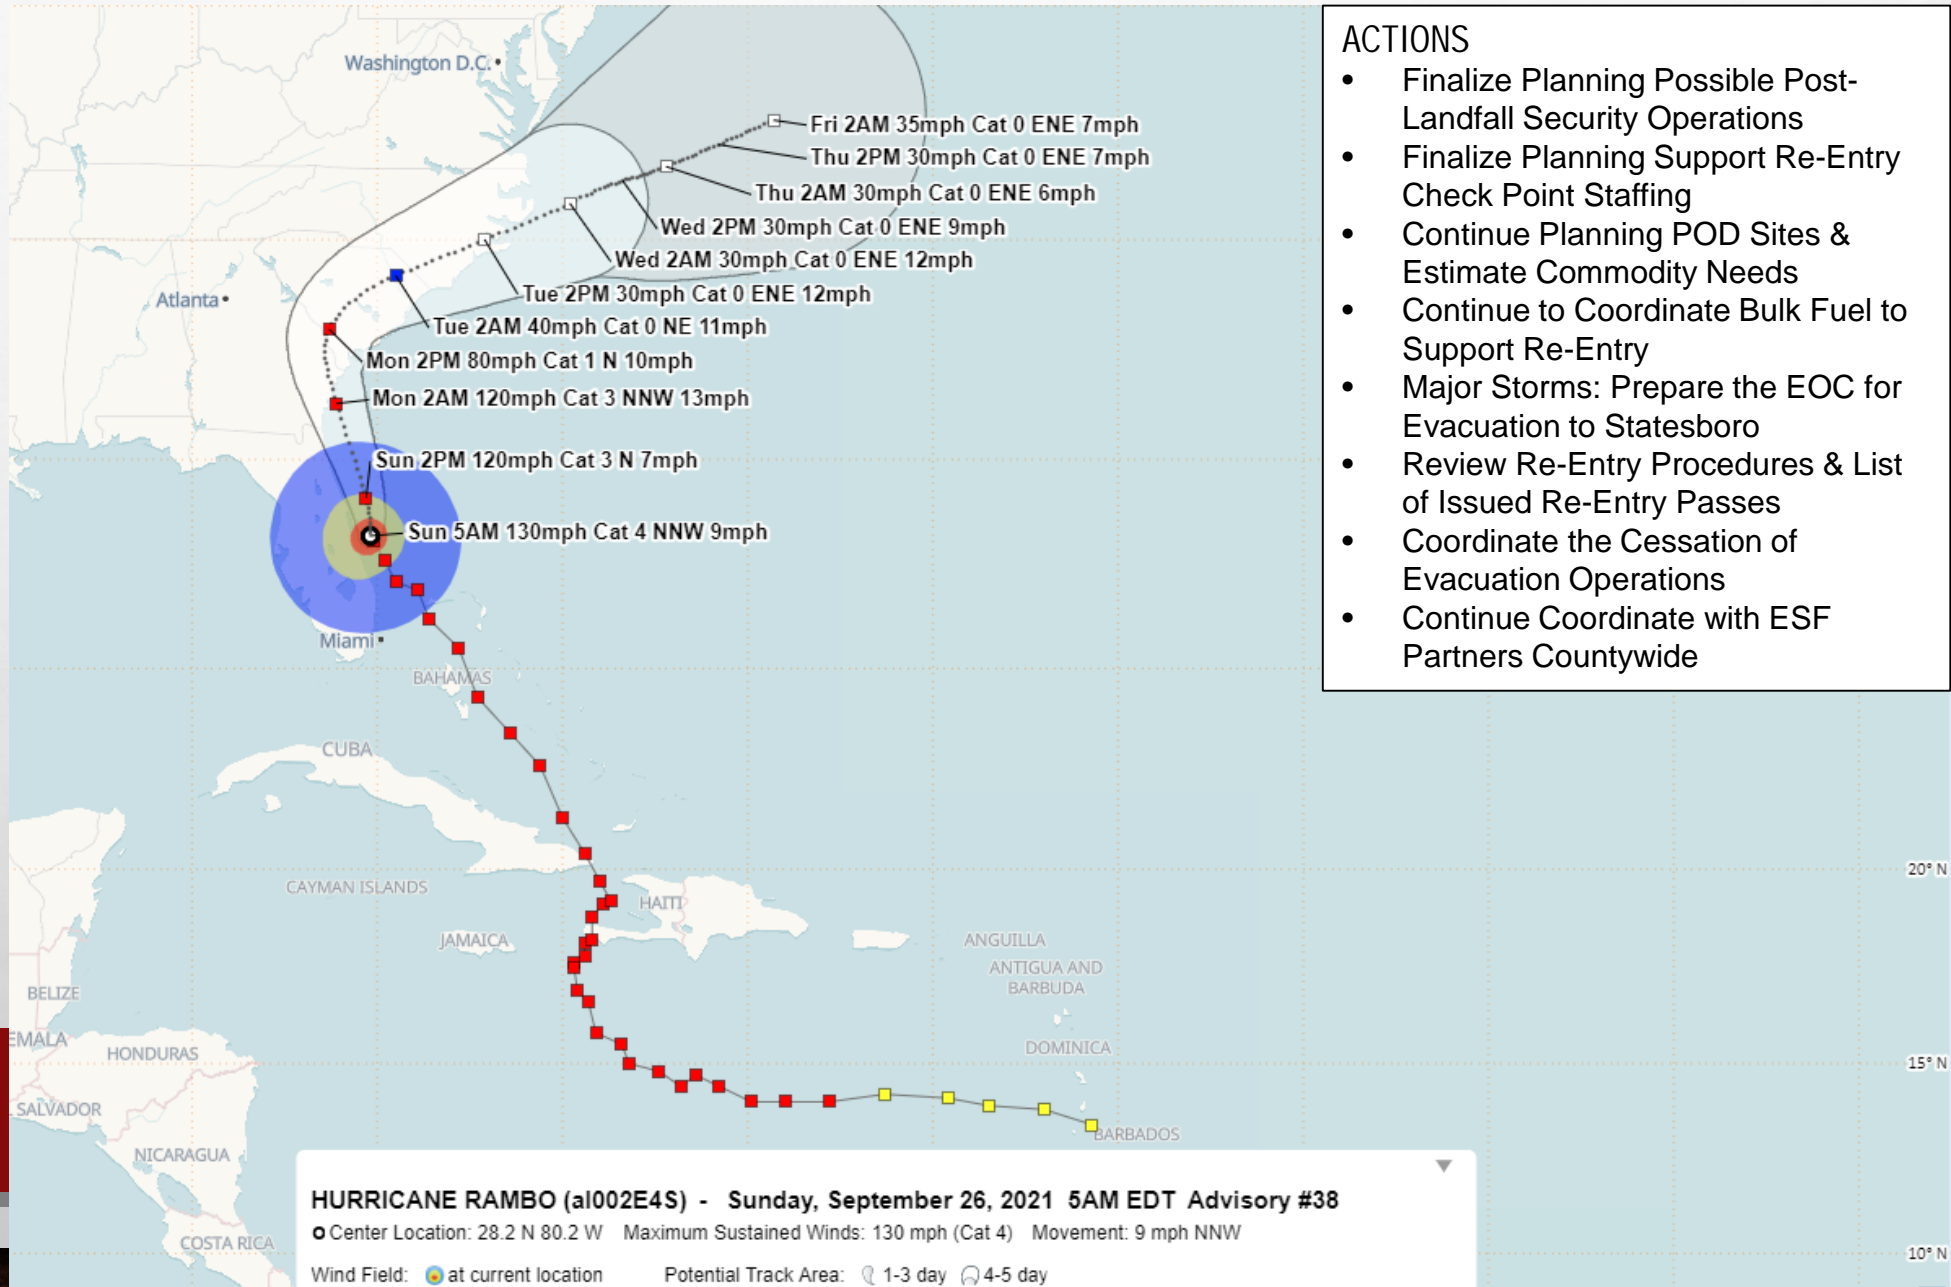 Washington D.C.
Fri 2AM 35mph Cat 0 ENE 7mph
Thu 2PM 30mph Cat 0 ENE 7mph
Thu 2AM 30mph Cat 0 ENE 6mph
Wed 2PM 30mph Cat 0 ENE 9mph
Wed 2AM 30mph Cat 0 ENE 12mph
Tue 2PM 30mph Cat 0 ENE 12mph
Atlanta
Tue 2AM 40mph Cat 0 NE 11mph
Mon 2PM 80mph Cat 1 N 10mph
Mon 2AM 120mph Cat 3 NNW 13mph
Sun 2PM 120mph Cat 3 N 7mph
Sun 5AM 130mph Cat 4 NNW 9mph
Miami
BAHAMAS
CUBA
CAYMAN ISLANDS
HAITI
JAMAICA
ANGUILLA
ANTIGUA AND
BARBUDA
BELIZE
EMALA
HONDURAS
DOMINICA
SALVADOR
BARBADOS
NICARAGUA
COSTA RICA
20° N
15° N
10° N
ACTIONS
• Finalize Planning Possible Post-
Landfall Security Operations
• Finalize Planning Support Re-Entry
Check Point Staffing
• Continue Planning POD Sites &
Estimate Commodity Needs
• Continue to Coordinate Bulk Fuel to
Support Re-Entry
• Major Storms: Prepare the EOC for
Evacuation to Statesboro
• Review Re-Entry Procedures & List
of Issued Re-Entry Passes
• Coordinate the Cessation of
Evacuation Operations
• Continue Coordinate with ESF
Partners Countywide
HURRICANE RAMBO (al002E4S) - Sunday, September 26, 2021 5AM EDT Advisory #38
Center Location: 28.2 N 80.2 W Maximum Sustained Winds: 130 mph (Cat 4) Movement: 9 mph NNW
Wind Field: at current location Potential Track Area: 1-3 day 4-5 day